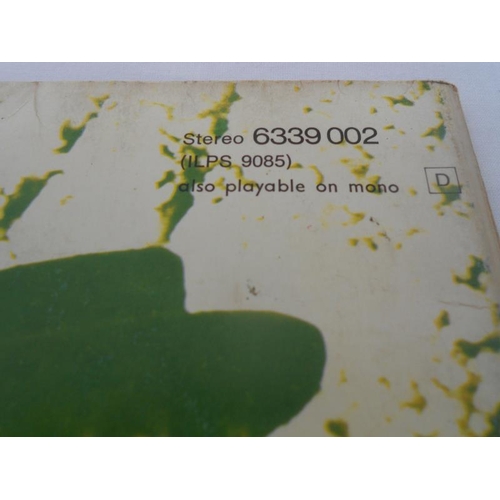 Stereo 6339 002
(ILPS 9085)
also playable on mono D